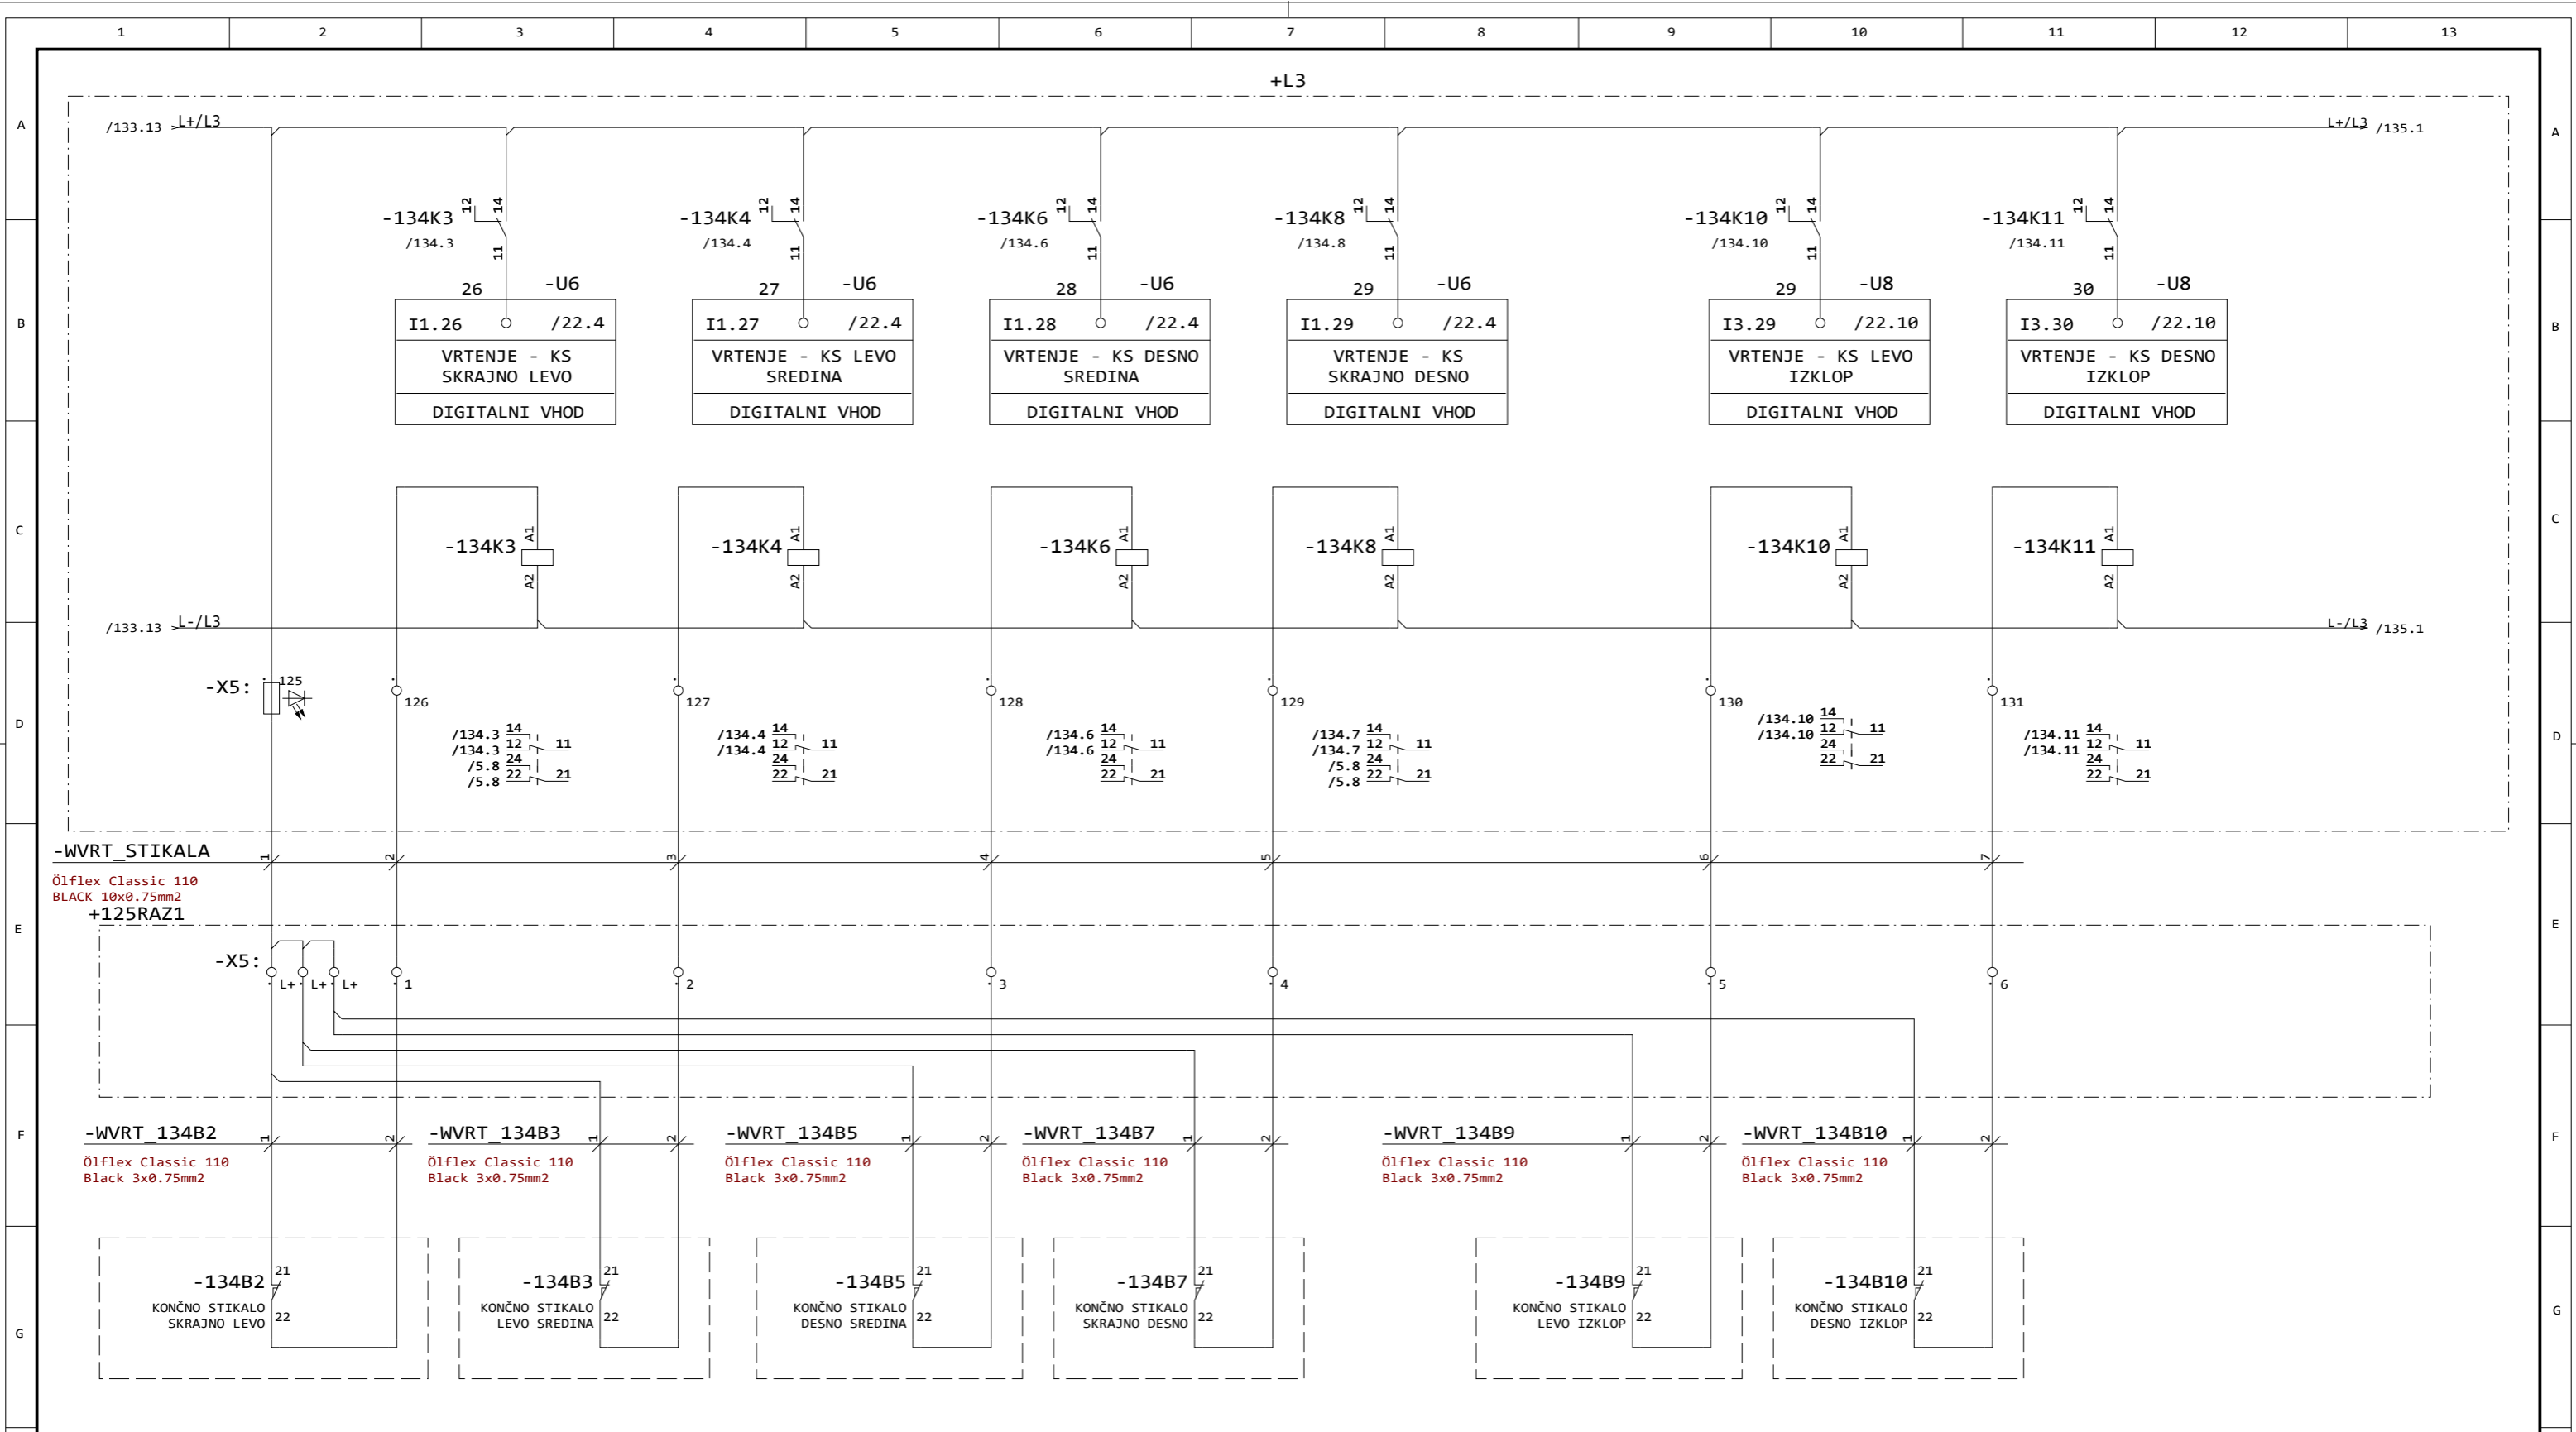 1 2 3 4 5 6 7 8 9 10 11 12 13
+L3
A A
/133.13 L+/L3 L+/L3 /135.1
12 14 12 14 12 14 12 14 12 14 12 14
-134K3 -134K4 -134K6 -134K8 -134K10 -134K11
/134.3 /134.4 /134.6 /134.8 /134.10 /134.11
11 11 11 11 11 11
26 -U6 27 -U6 28 -U6 29 -U6 29 -U8 30 -U8
B I1.26 /22.4 I1.27 /22.4 I1.28 /22.4 I1.29 /22.4 I3.29 /22.10 I3.30 /22.10 B
VRTENJE - KS VRTENJE - KS LEVO VRTENJE - KS DESNO VRTENJE - KS VRTENJE - KS LEVO VRTENJE - KS DESNO
SKRAJNO LEVO SREDINA SREDINA SKRAJNO DESNO IZKLOP IZKLOP
DIGITALNI VHOD DIGITALNI VHOD DIGITALNI VHOD DIGITALNI VHOD DIGITALNI VHOD DIGITALNI VHOD
C C
A1 A1 A1 A1 A1 A1
-134K3 -134K4 -134K6 -134K8 -134K10 -134K11
A2 A2 A2 A2 A2 A2
/133.13 L-/L3 L-/L3 /135.1
-X5: 125
126 127 128 129 130 131
D D
/134.3 14 /134.4 14 /134.6 14 /134.7 14 /134.10 14 /134.11 14
/134.3 12 11 /134.4 12 11 /134.6 12 11 /134.7 12 11 /134.10 12 11 /134.11 12 11
/5.8 24 24 24 /5.8 24 24 24
/5.8 22 21 22 21 22 21 /5.8 22 21 22 21 22 21
-WVRT_STIKALA 1 2 3 4 5 6 7
Ölflex Classic 110
BLACK 10x0.75mm2
+125RAZ1
E E
-X5:
L+ L+ L+ 1 2 3 4 5 6
F F
-WVRT_134B2 1 2 -WVRT_134B3 1 2 -WVRT_134B5 1 2 -WVRT_134B7 1 2 -WVRT_134B9 1 2 -WVRT_134B10 1 2
Ölflex Classic 110 Ölflex Classic 110 Ölflex Classic 110 Ölflex Classic 110 Ölflex Classic 110 Ölflex Classic 110
Black 3x0.75mm2 Black 3x0.75mm2 Black 3x0.75mm2 Black 3x0.75mm2 Black 3x0.75mm2 Black 3x0.75mm2
21 21 21 21 21 21
-134B2 -134B3 -134B5 -134B7 -134B9 -134B10
KONČNO STIKALO KONČNO STIKALO KONČNO STIKALO KONČNO STIKALO KONČNO STIKALO KONČNO STIKALO
22 22 22 22 22 22
SKRAJNO LEVO LEVO SREDINA DESNO SREDINA SKRAJNO DESNO LEVO IZKLOP DESNO IZKLOP
G G